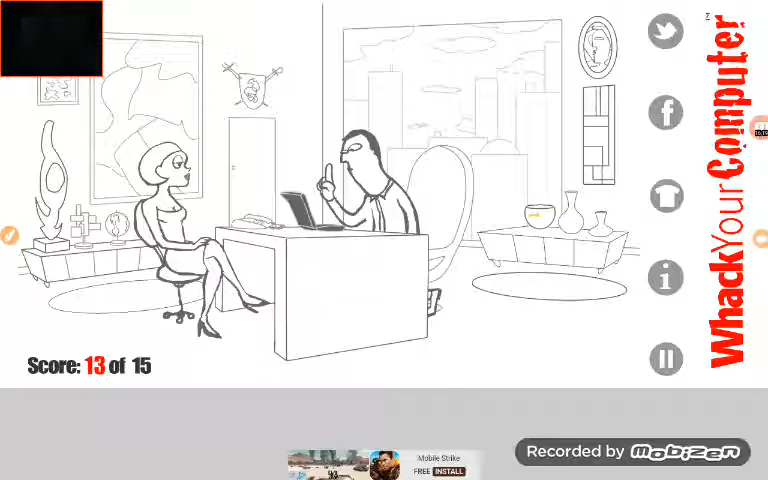 WhackYourComputer
Score: 13 of 15
Mobile Strike
FREE INSTALL
Recorded by MOBIZEN